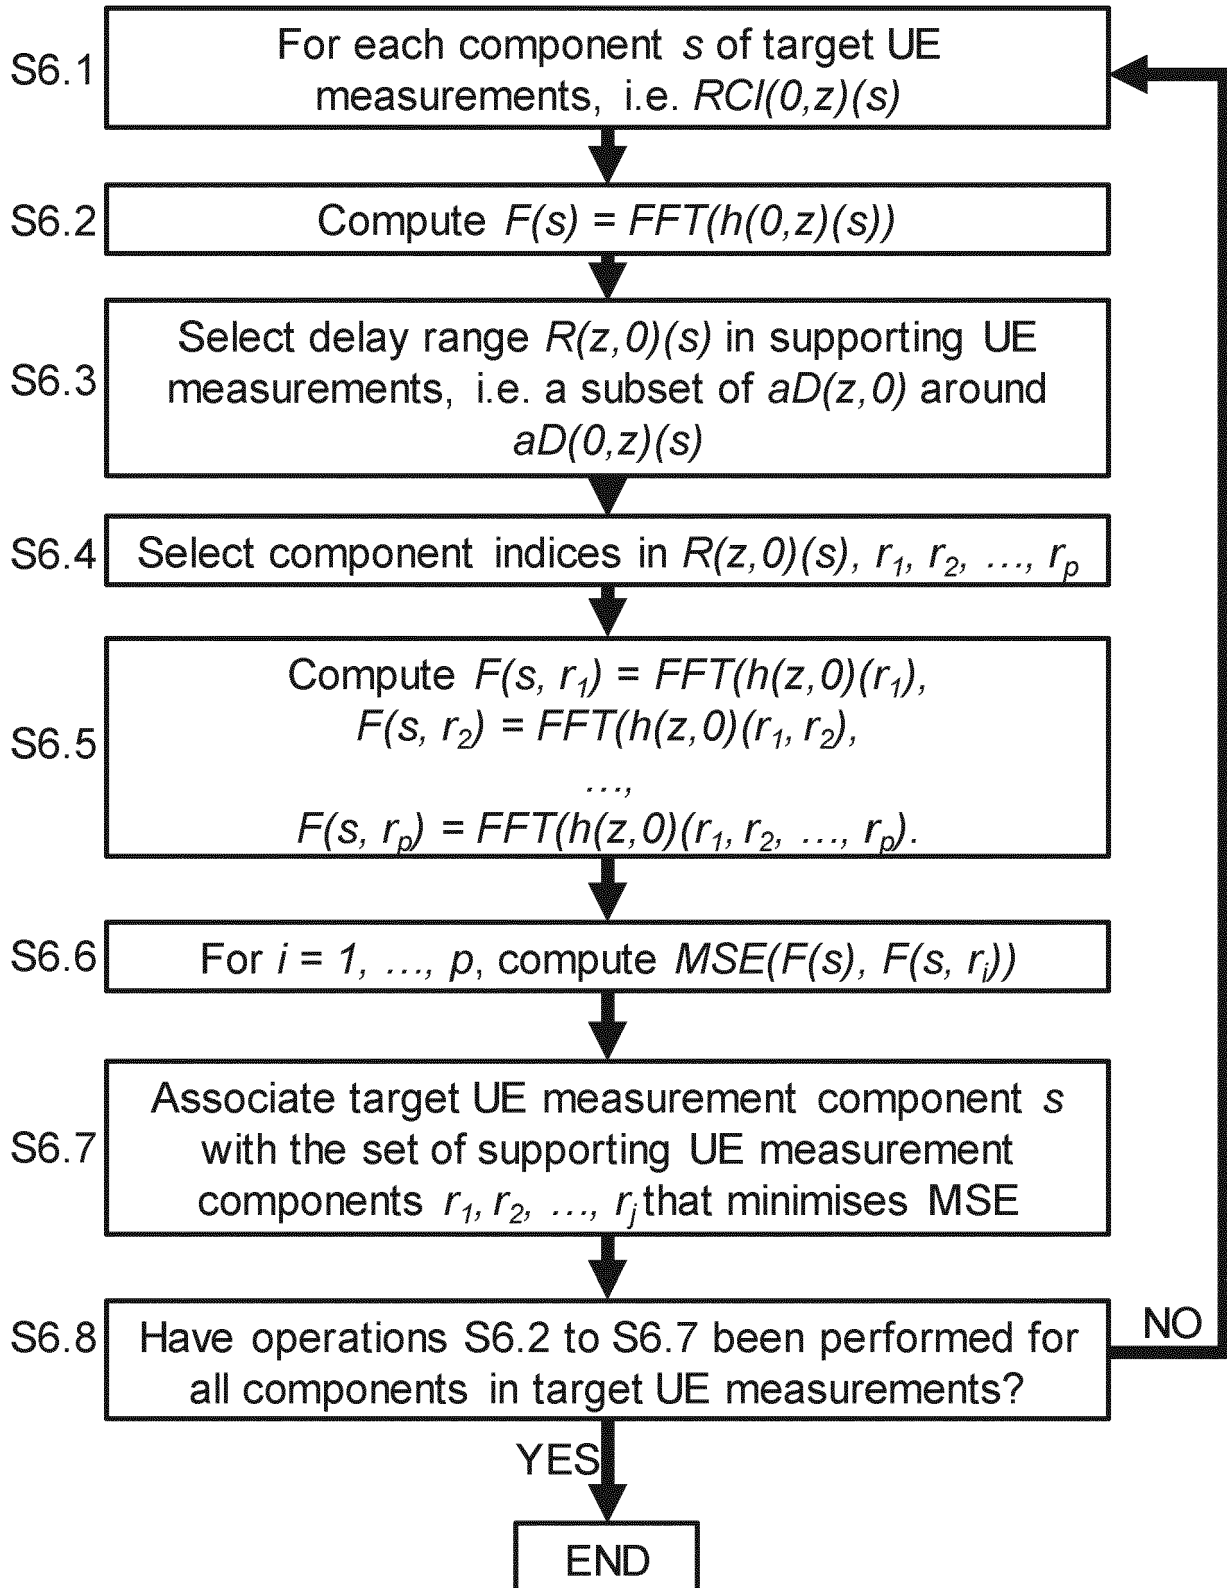 S6.1
For each component s of target UE
measurements, i.e. RCI(0,z)(s)
S6.2
Compute F(s) = FFT(h(0,z)(s))
S6.3
Select delay range R(z,0)(s) in supporting UE
measurements, i.e. a subset of aD(z,0) around
aD(0,z)(s)
S6.4
Select component indices in R(z,0)(s), r₁, r₂, ..., rₚ
S6.5
Compute F(s, r₁) = FFT(h(z,0)(r₁),
F(s, r₂) = FFT(h(z,0)(r₁, r₂),
...,
F(s, rₚ) = FFT(h(z,0)(r₁, r₂, ..., rₚ).
S6.6
For i = 1, ..., p, compute MSE(F(s), F(s, rᵢ))
S6.7
Associate target UE measurement component s
with the set of supporting UE measurement
components r₁, r₂, ..., rⱼ that minimises MSE
S6.8
Have operations S6.2 to S6.7 been performed for
all components in target UE measurements?
NO
YES
END